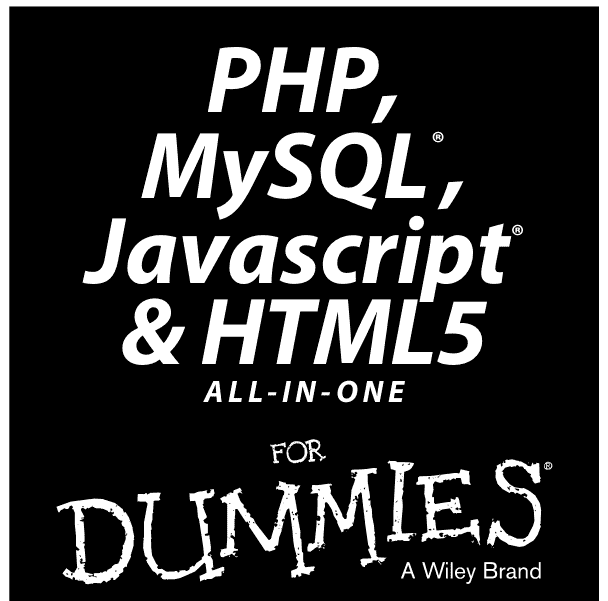 PHP,
MySQL®,
Javascript®
& HTML5
ALL-IN-ONE
FOR
DUMMIES®
A Wiley Brand